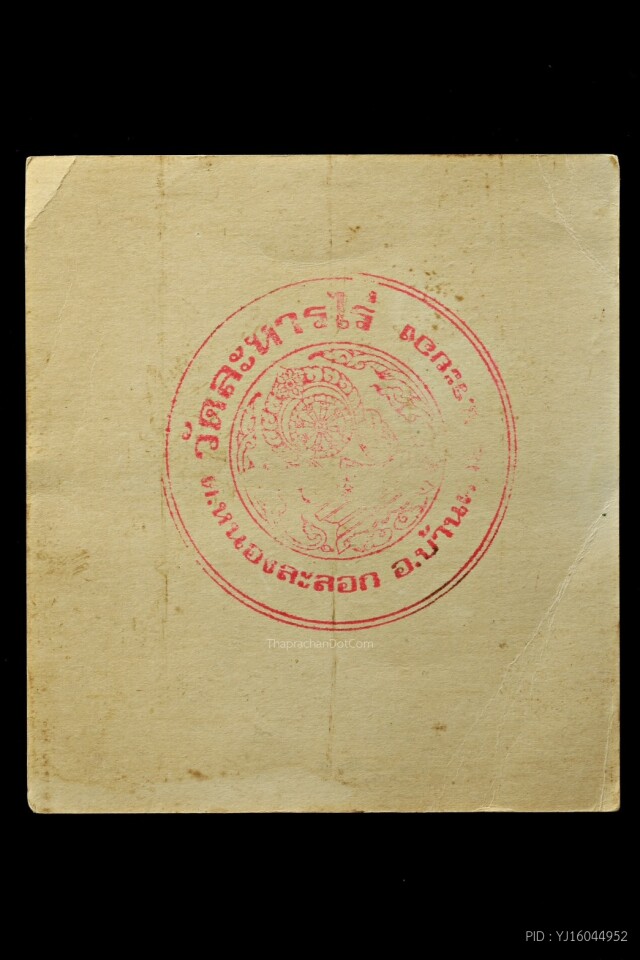 วัดละหารไร่
ต.หนองละลอก อ.บ้าน
ThaprachanDotCom
PID : YJ16044952